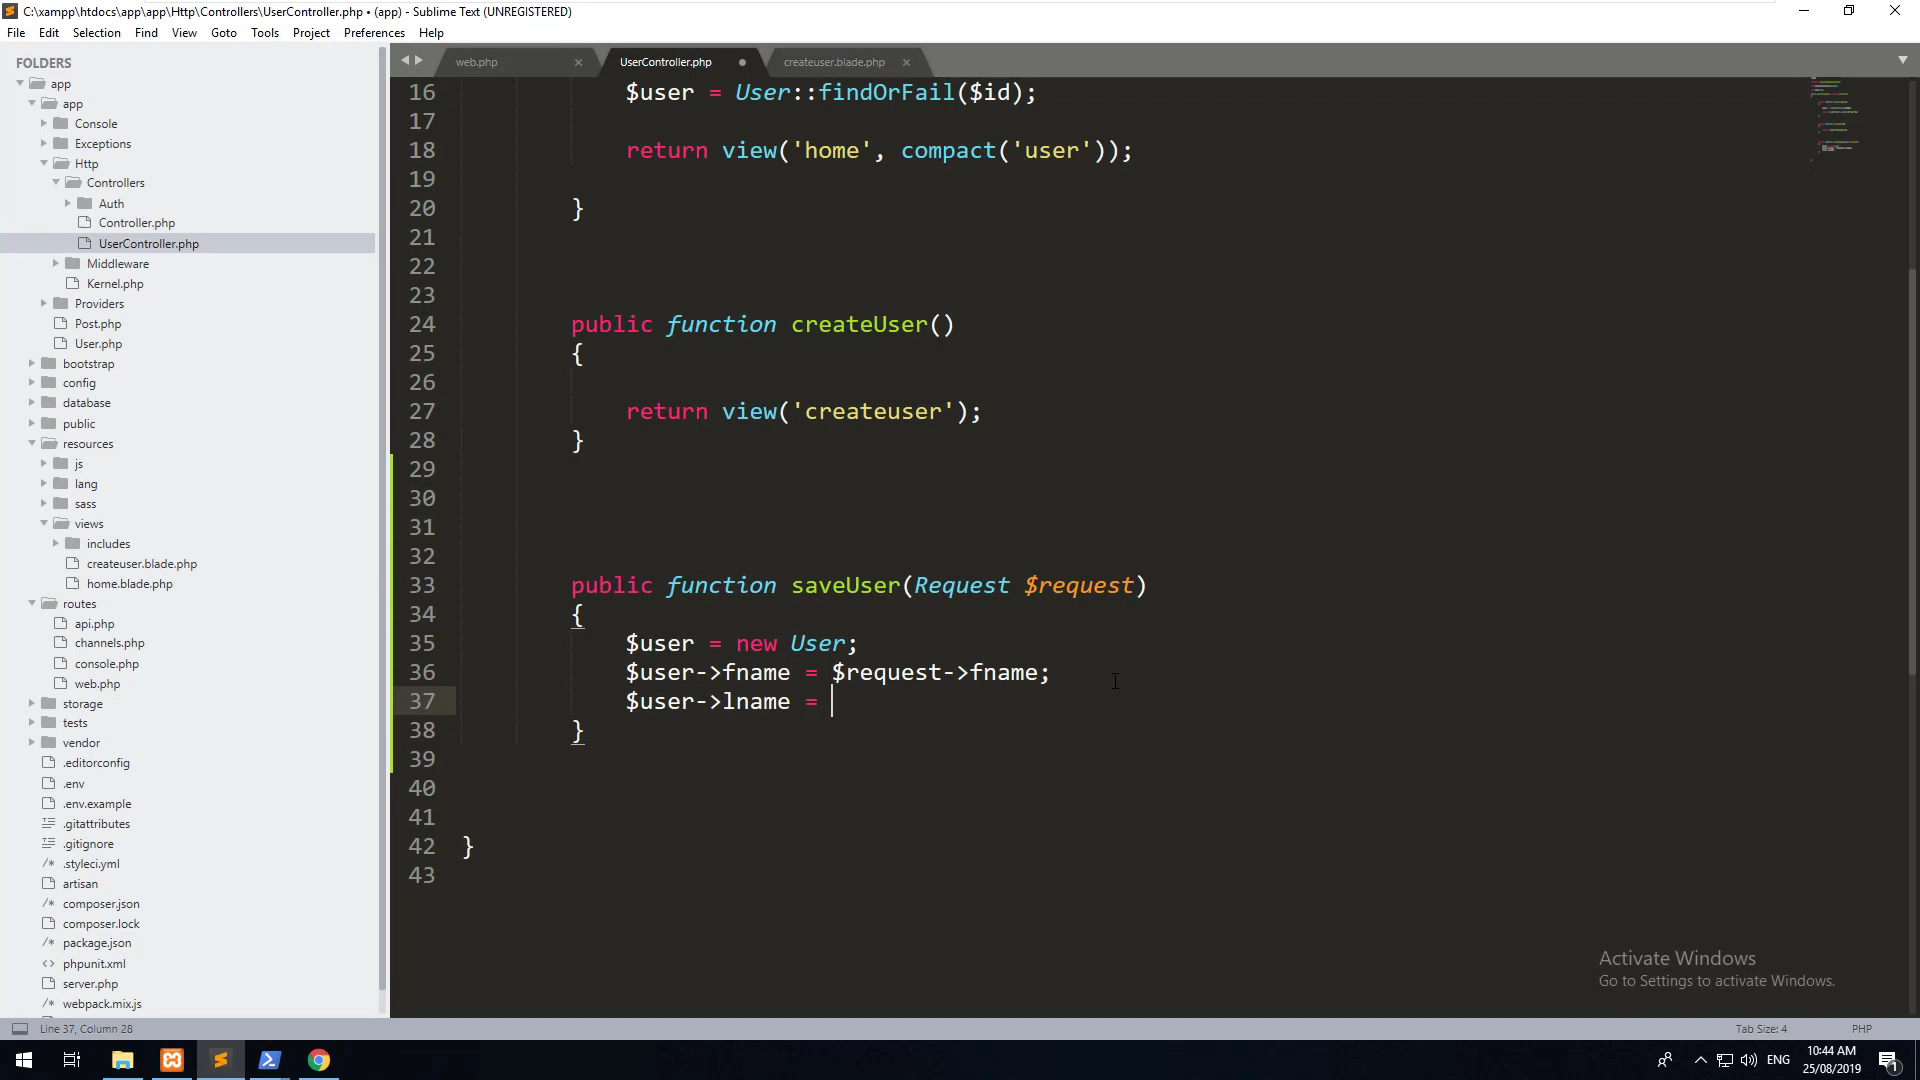 C:\xampp\htdocs\app\app\Http\Controllers\UserController.php • (app) - Sublime Text (UNREGISTERED)
File Edit Selection Find View Goto Tools Project Preferences Help
FOLDERS
app
app
Console
Exceptions
Http
Controllers
Auth
Controller.php
UserController.php
Middleware
Kernel.php
Providers
Post.php
User.php
bootstrap
config
database
public
resources
js
lang
sass
views
includes
createuser.blade.php
home.blade.php
routes
api.php
channels.php
console.php
web.php
storage
tests
vendor
.editorconfig
.env
.env.example
.gitattributes
.gitignore
.styleci.yml
artisan
composer.json
composer.lock
package.json
phpunit.xml
server.php
webpack.mix.js
web.php UserController.php createuser.blade.php
16 $user = User::findOrFail($id);
17
18 return view('home', compact('user'));
19
20 }
21
22
23
24 public function createUser()
25 {
26
27 return view('createuser');
28 }
29
30
31
32
33 public function saveUser(Request $request)
34 {
35 $user = new User;
36 $user->fname = $request->fname;
37 $user->lname =
38 }
39
40
41
42 }
43
Activate Windows
Go to Settings to activate Windows.
Line 37, Column 28 Tab Size: 4 PHP
ENG
10:44 AM
25/08/2019
1